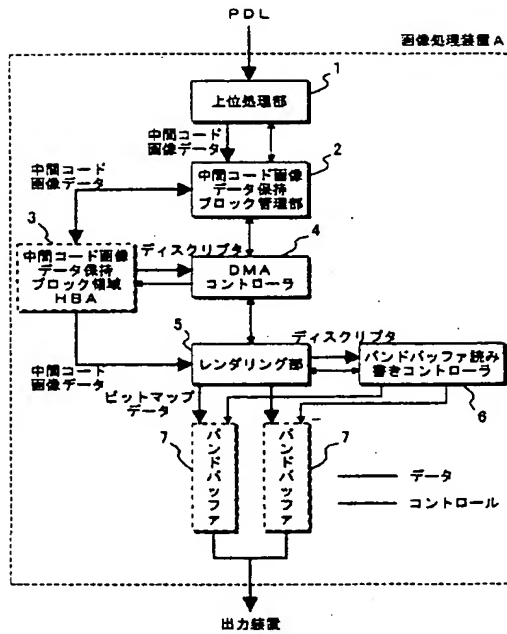 PDL
画像処理装置A
1
上位処理部
中間コード
画像データ
2
中間コード
画像データ
中間コード画像
データ保持
ブロック管理部
3
中間コード画像
データ保持
ブロック領域
HBA
ディスクリプタ
4
DMA
コントローラ
5
レンダリング部
ディスクリプタ
バンドバッファ読み
書きコントローラ
6
中間コード
画像データ
ビットマップ
データ
7
バンドバッファ
バンドバッファ
7
データ
コントロール
出力装置